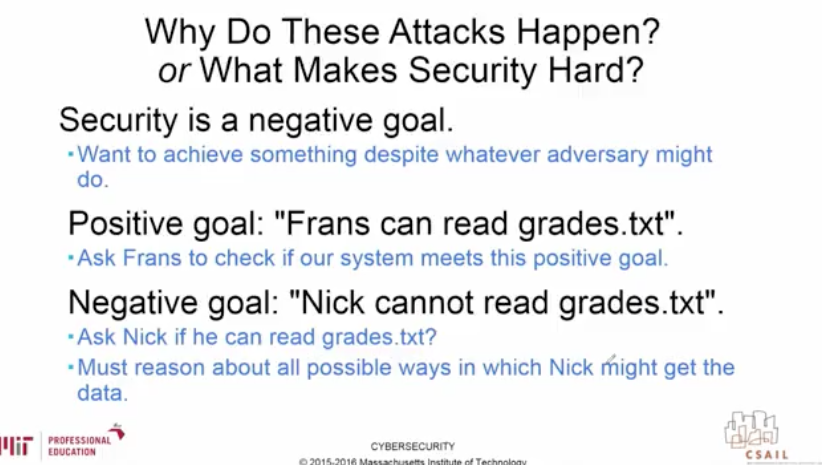 Why Do These Attacks Happen?
or What Makes Security Hard?
Security is a negative goal.
▪Want to achieve something despite whatever adversary might
do.
Positive goal: "Frans can read grades.txt".
▪Ask Frans to check if our system meets this positive goal.
Negative goal: "Nick cannot read grades.txt".
▪Ask Nick if he can read grades.txt?
▪Must reason about all possible ways in which Nick might get the
data.
MIT
PROFESSIONAL
EDUCATION
CYBERSECURITY
© 2015-2016 Massachusetts Institute of Technology
CSAIL